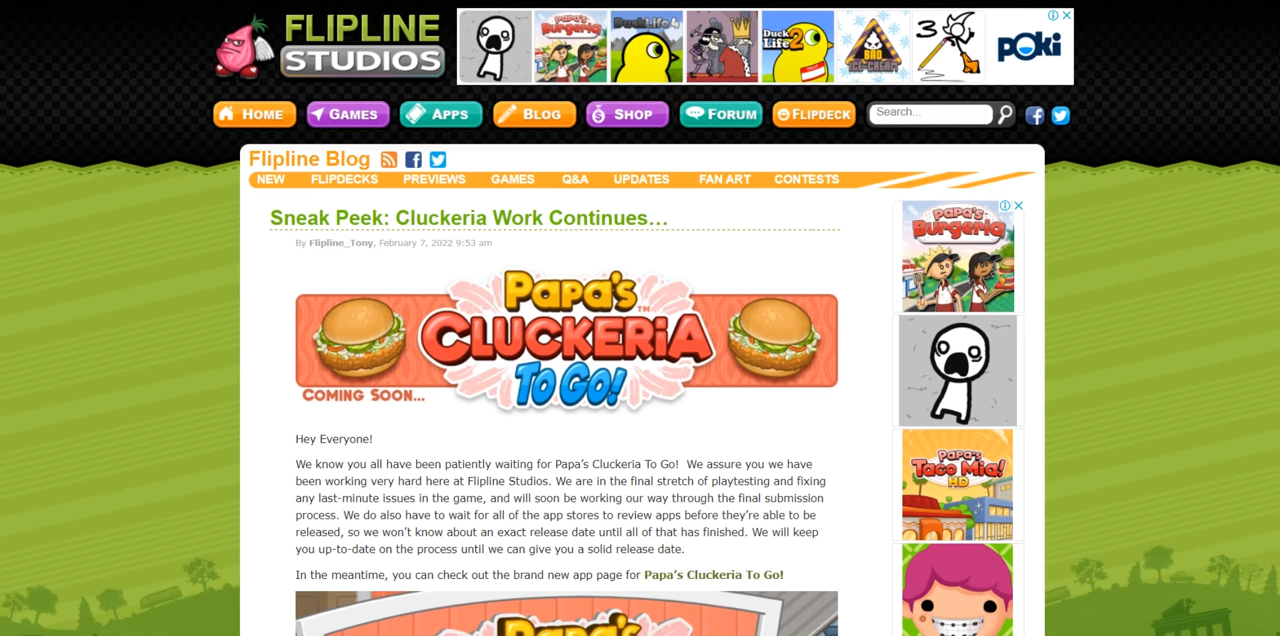 FLIPLINE
STUDIOS
PAPA'S
BURGERIA
DuckLife 4
Duck
Life 2
BAD
ICE-CREAM
3
POKI
HOME
GAMES
APPS
BLOG
SHOP
FORUM
FLIPDECK
Search...
Flipline Blog
NEW FLIPDECKS PREVIEWS GAMES Q&A UPDATES FAN ART CONTESTS
Sneak Peek: Cluckeria Work Continues…
By Flipline_Tony, February 7, 2022 9:53 am
PAPA'S
CLUCKERIA™
TO GO!
COMING SOON...
Hey Everyone!
We know you all have been patiently waiting for Papa's Cluckeria To Go!  We assure you we have
been working very hard here at Flipline Studios. We are in the final stretch of playtesting and fixing
any last-minute issues in the game, and will soon be working our way through the final submission
process. We do also have to wait for all of the app stores to review apps before they're able to be
released, so we won't know about an exact release date until all of that has finished. We will keep
you up-to-date on the process until we can give you a solid release date.
In the meantime, you can check out the brand new app page for Papa's Cluckeria To Go!
PAPA'S
PAPA'S
BURGERIA
PAPA'S
TACO MIA!
HD